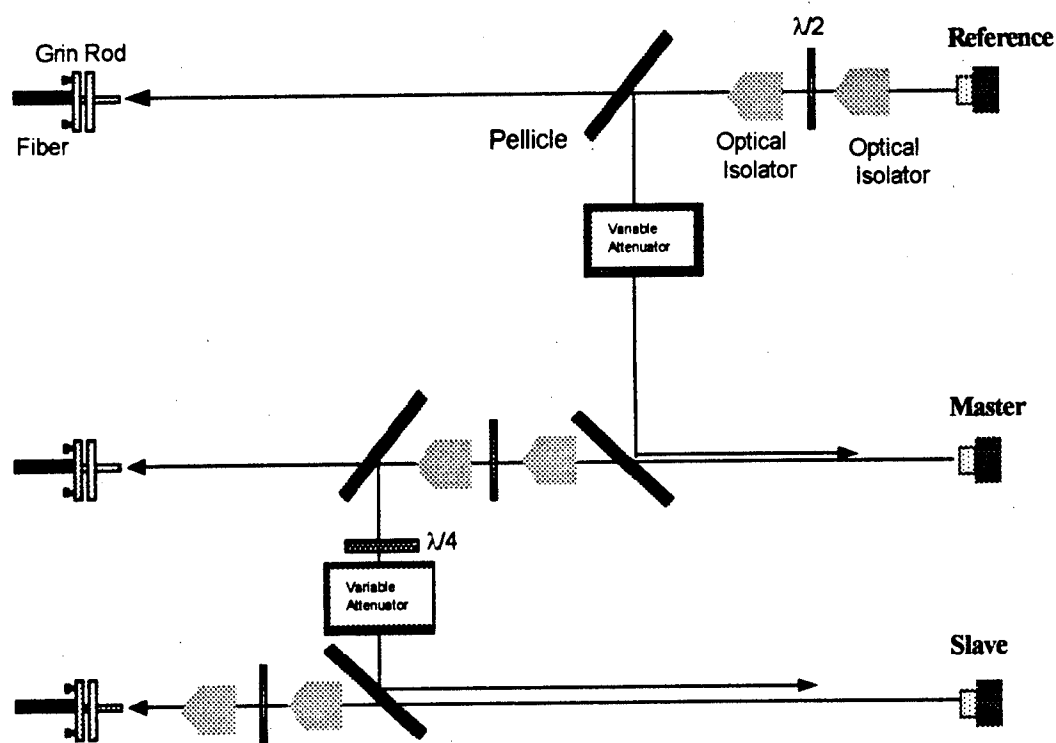 Grin Rod
λ/2
Reference
Fiber
Pellicle
Optical
Isolator
Optical
Isolator
Variable
Attenuator
Master
λ/4
Variable
Attenuator
Slave